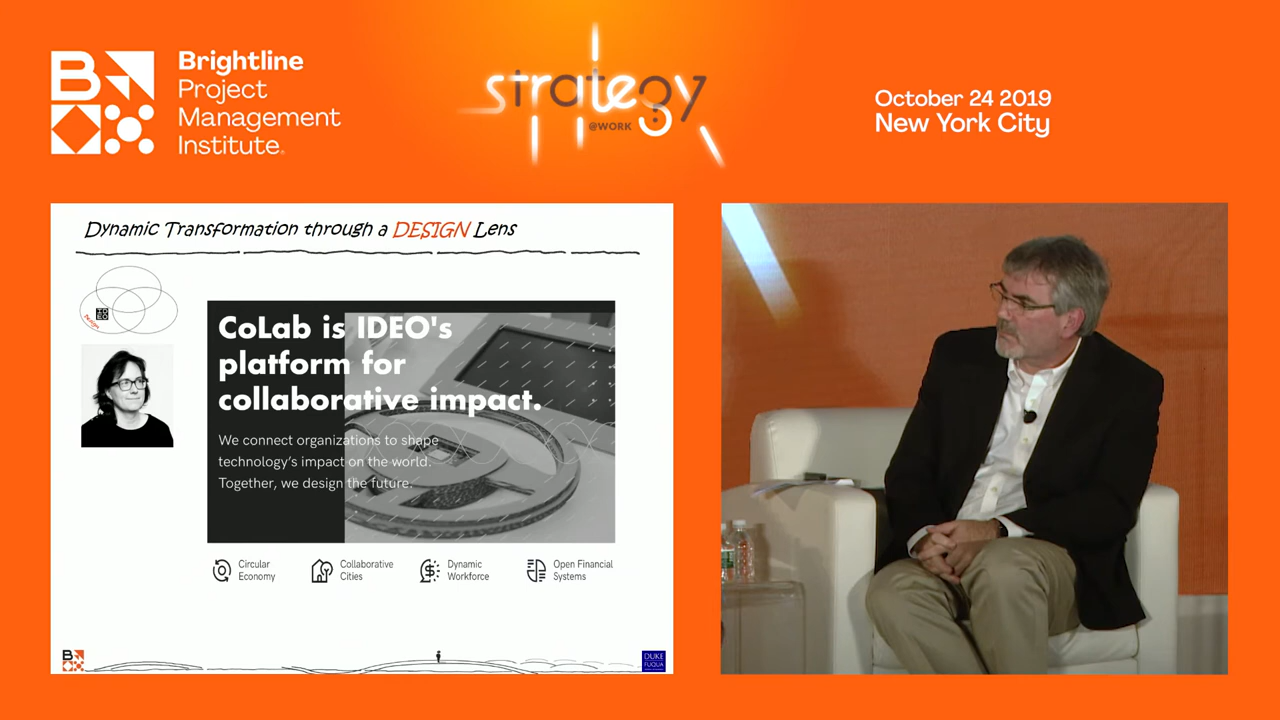 Brightline
Project
Management
Institute.
strategy
@WORK
October 24 2019
New York City
Dynamic Transformation through a DESIGN Lens
IDEO
Design
CoLab is IDEO's
platform for
collaborative impact.
We connect organizations to shape
technology's impact on the world.
Together, we design the future.
Circular
Economy
Collaborative
Cities
Dynamic
Workforce
Open Financial
Systems
B
DUKE
FUQUA